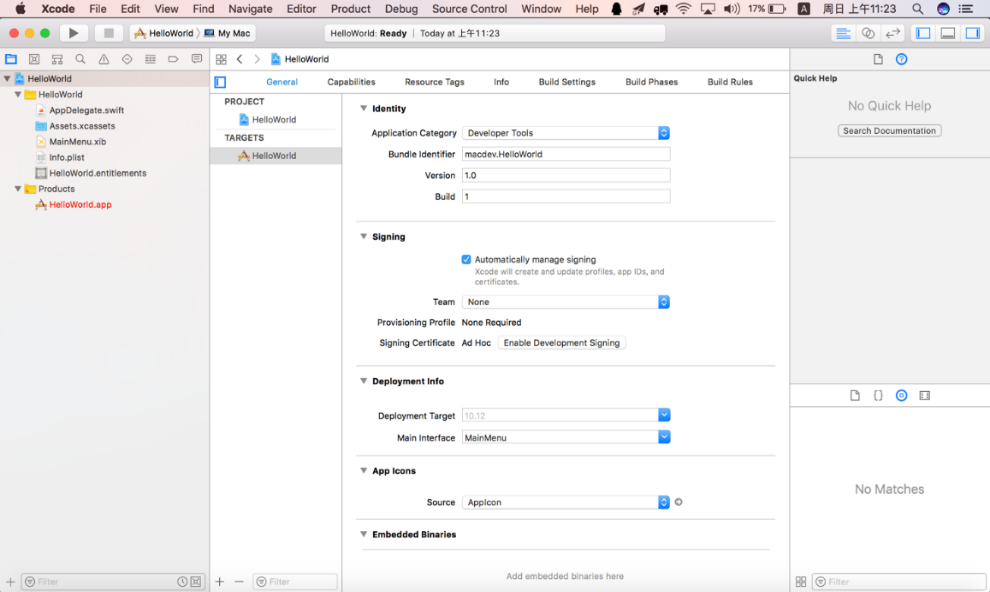 Xcode File Edit View Find Navigate Editor Product Debug Source Control Window Help 17% A 周日 上午11:23
HelloWorld My Mac HelloWorld: Ready | Today at 上午11:23
HelloWorld
HelloWorld
AppDelegate.swift
Assets.xcassets
MainMenu.xib
Info.plist
HelloWorld.entitlements
Products
HelloWorld.app
Filter
HelloWorld
General Capabilities Resource Tags Info Build Settings Build Phases Build Rules
PROJECT
HelloWorld
TARGETS
HelloWorld
Filter
Identity
Application Category Developer Tools
Bundle Identifier macdev.HelloWorld
Version 1.0
Build 1
Signing
Automatically manage signing
Xcode will create and update profiles, app IDs, and
certificates.
Team None
Provisioning Profile None Required
Signing Certificate Ad Hoc Enable Development Signing
Deployment Info
Deployment Target 10.12
Main Interface MainMenu
App Icons
Source AppIcon
Embedded Binaries
Add embedded binaries here
Quick Help
No Quick Help
Search Documentation
No Matches
Filter